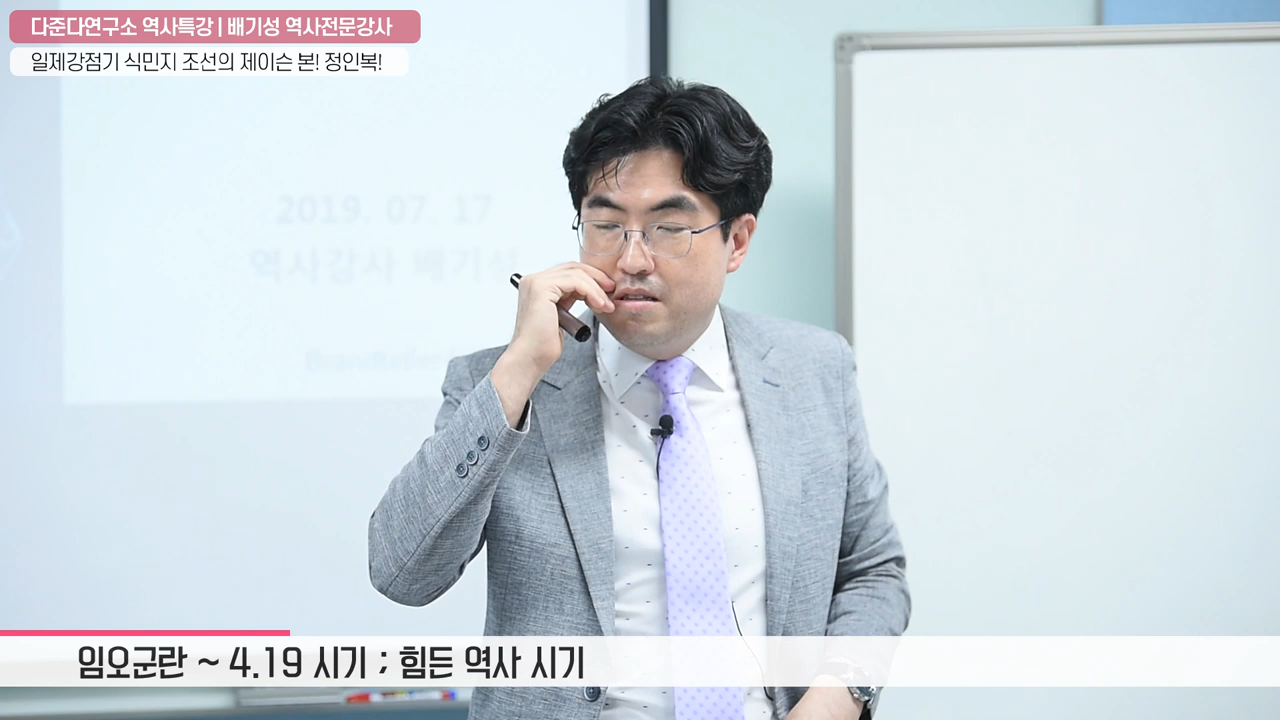 다준다연구소 역사특강 | 배기성 역사전문강사
일제강점기 식민지 조선의 제이슨 본! 정인복!
2019. 07. 17
역사강사 배기성
임오군란 ~ 4.19 시기 ; 힘든 역사 시기